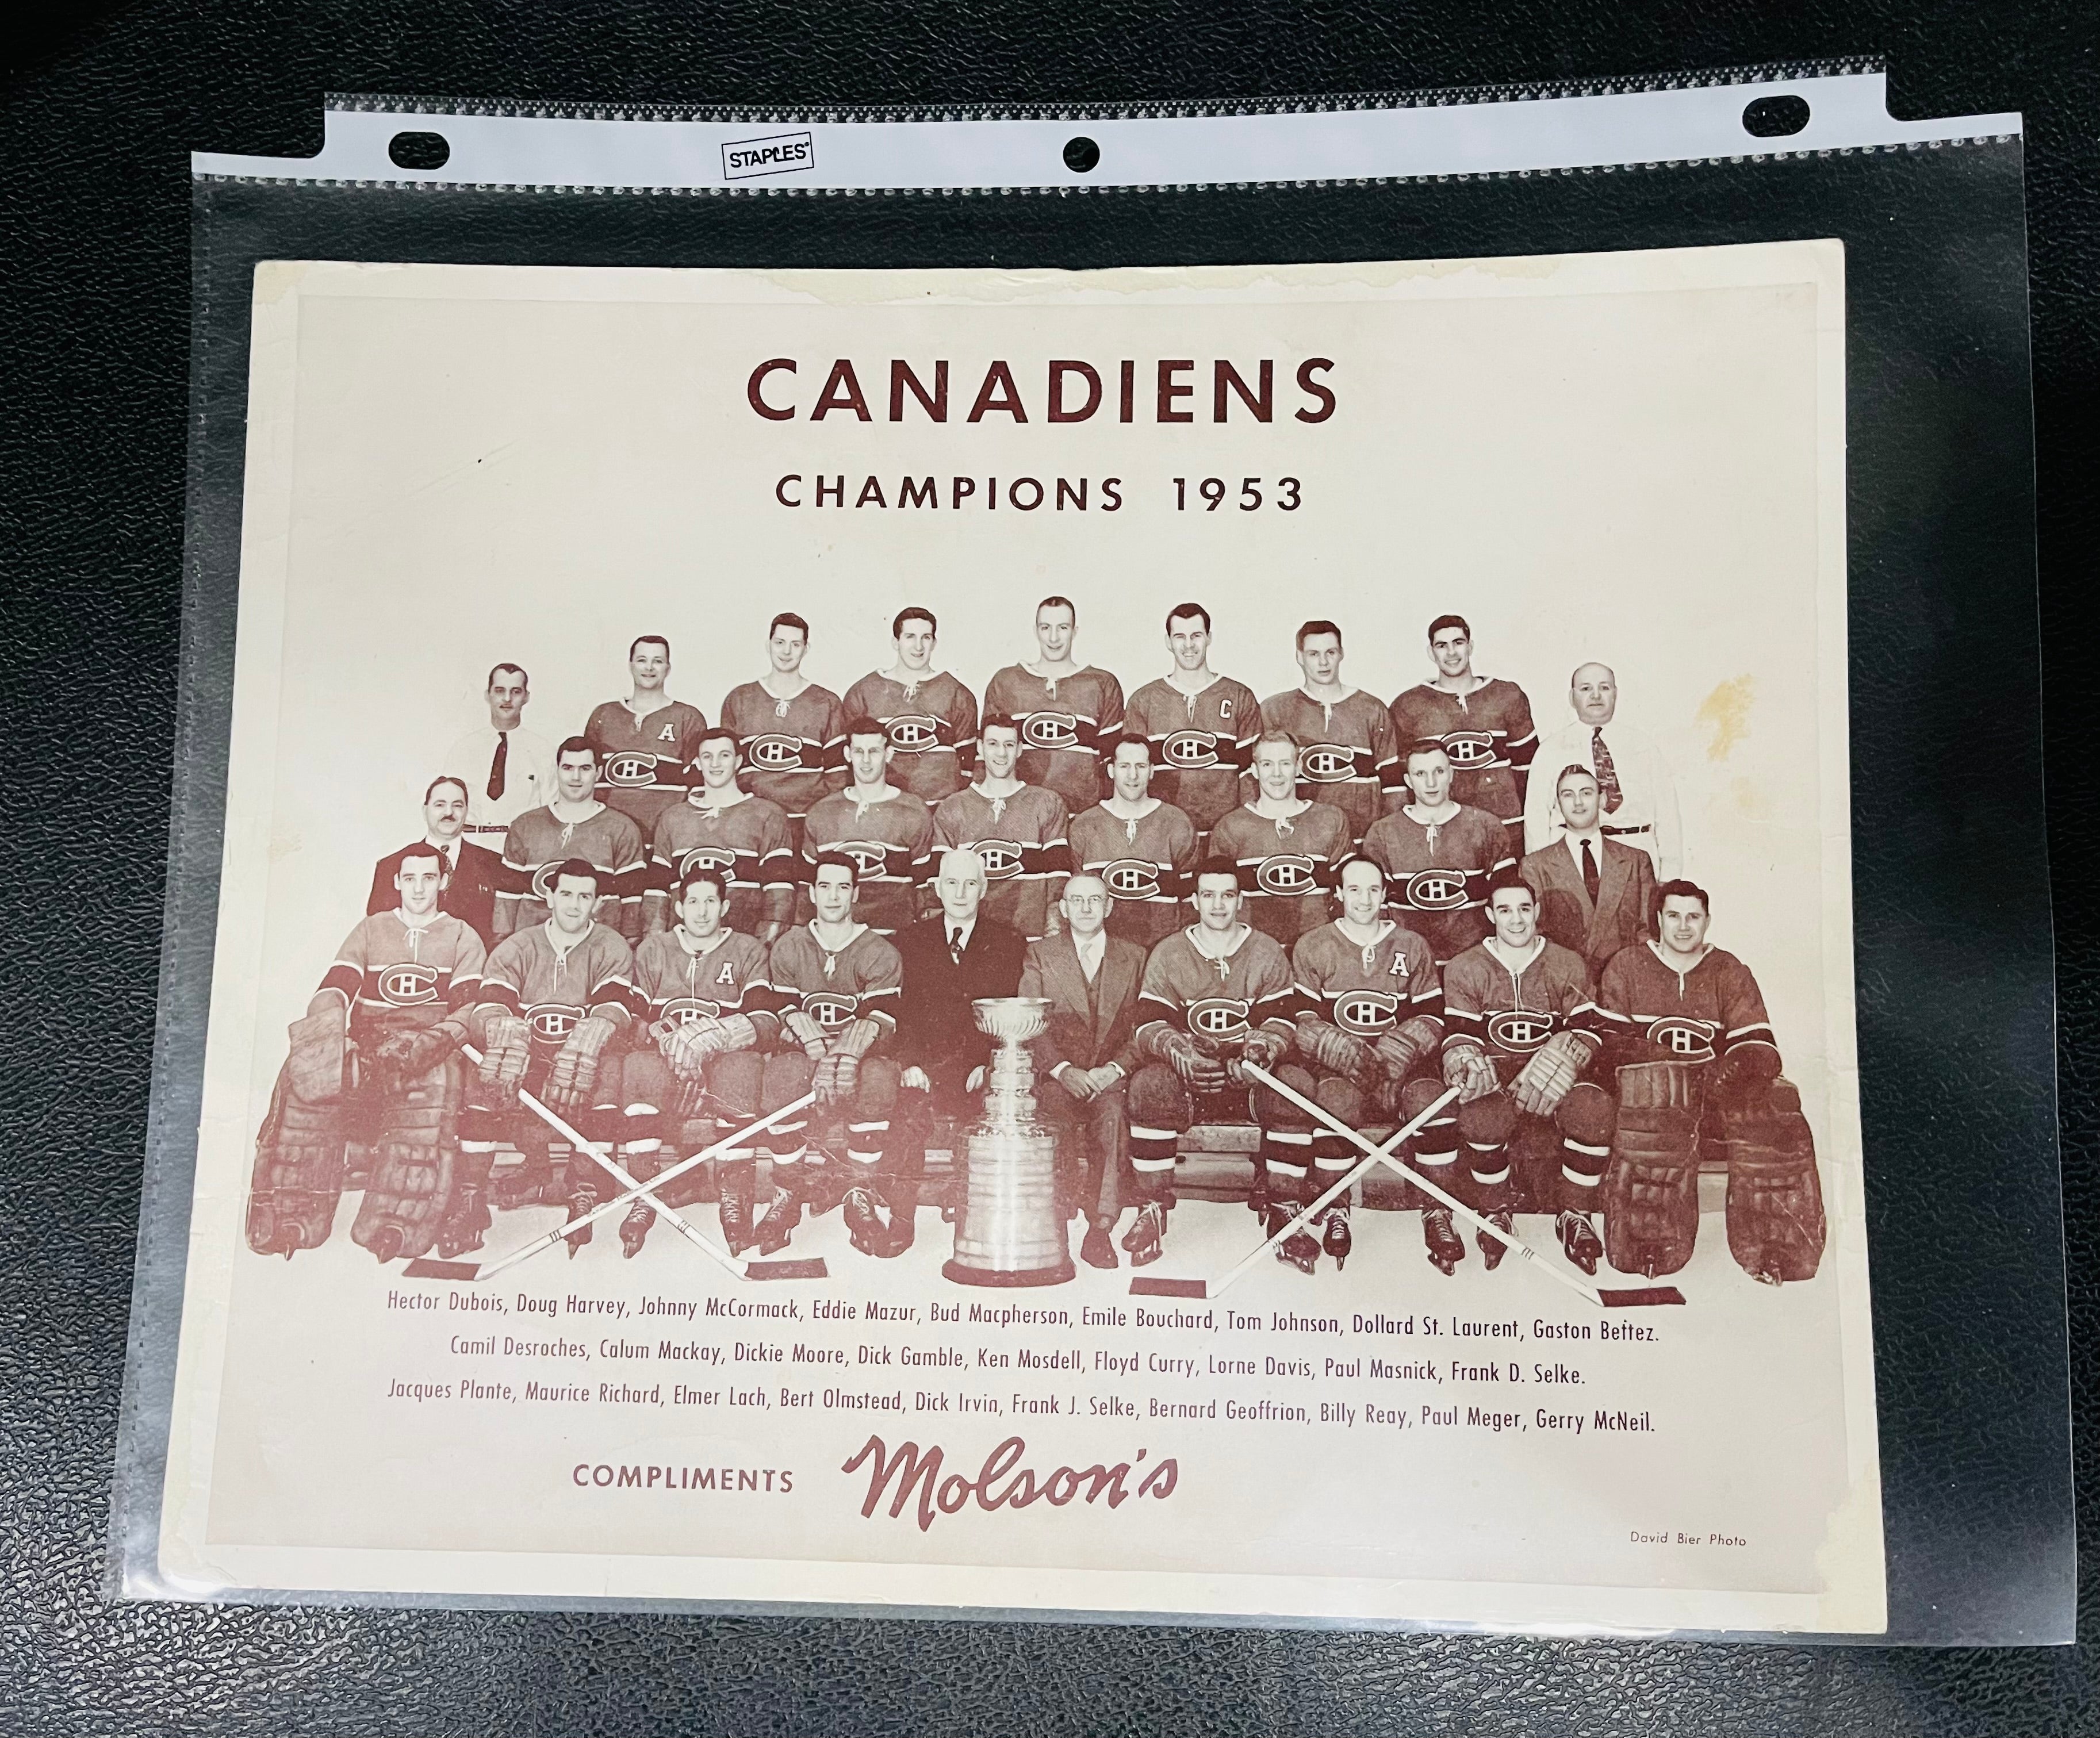 STAPLES
CANADIENS
CHAMPIONS 1953
Hector Dubois, Doug Harvey, Johnny McCormack, Eddie Mazur, Bud Macpherson, Emile Bouchard, Tom Johnson, Dollard St. Laurent, Gaston Bettez.
Camil Desroches, Calum Mackay, Dickie Moore, Dick Gamble, Ken Mosdell, Floyd Curry, Lorne Davis, Paul Masnick, Frank D. Selke.
Jacques Plante, Maurice Richard, Elmer Lach, Bert Olmstead, Dick Irvin, Frank J. Selke, Bernard Geoffrion, Billy Reay, Paul Meger, Gerry McNeil.
COMPLIMENTS Molson's
David Bier Photo